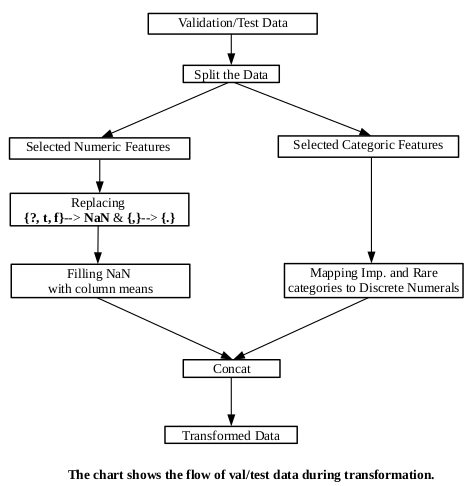 Validation/Test Data
Split the Data
Selected Numeric Features
Selected Categoric Features
Replacing
{?, t, f}--> NaN & {,}--> {.}
Filling NaN
with column means
Mapping Imp. and Rare
categories to Discrete Numerals
Concat
Transformed Data
The chart shows the flow of val/test data during transformation.